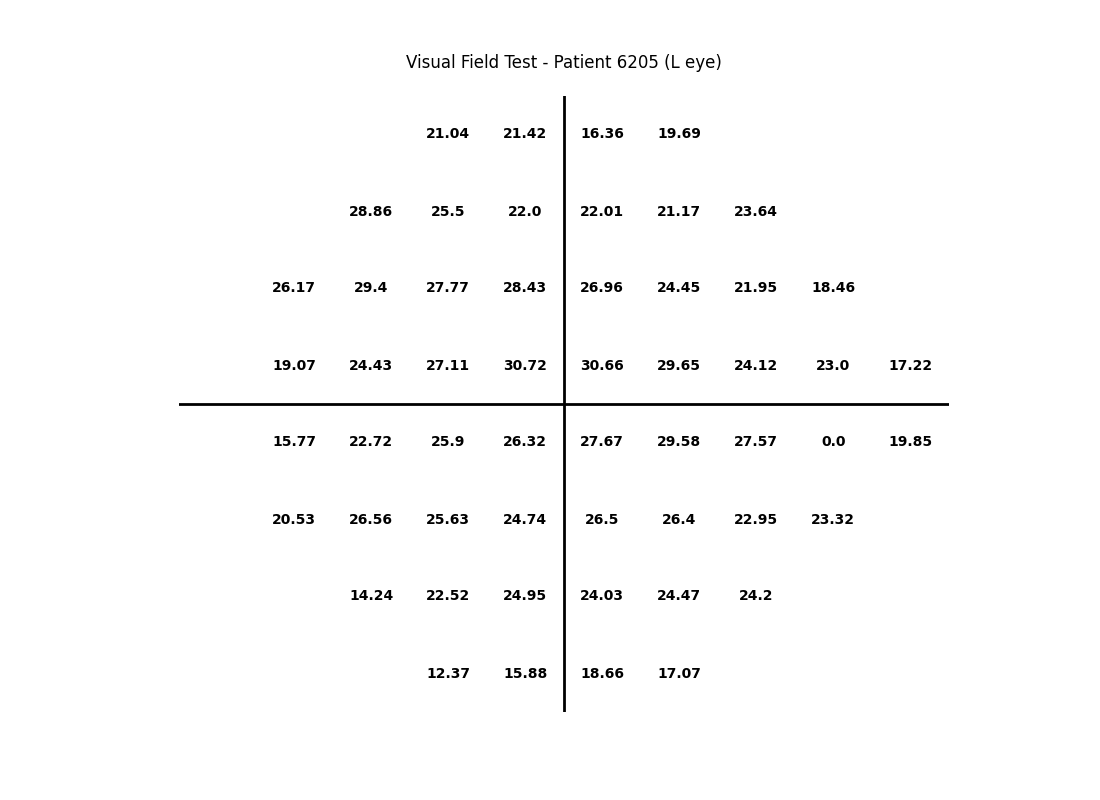 Visual Field Test - Patient 6205 (L eye)
21.04 21.42 16.36 19.69
28.86 25.5 22.0 22.01 21.17 23.64
26.17 29.4 27.77 28.43 26.96 24.45 21.95 18.46
19.07 24.43 27.11 30.72 30.66 29.65 24.12 23.0 17.22
15.77 22.72 25.9 26.32 27.67 29.58 27.57 0.0 19.85
20.53 26.56 25.63 24.74 26.5 26.4 22.95 23.32
14.24 22.52 24.95 24.03 24.47 24.2
12.37 15.88 18.66 17.07